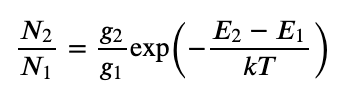 N₂/N₁ = g₂/g₁ exp(−(E₂ − E₁)/kT)